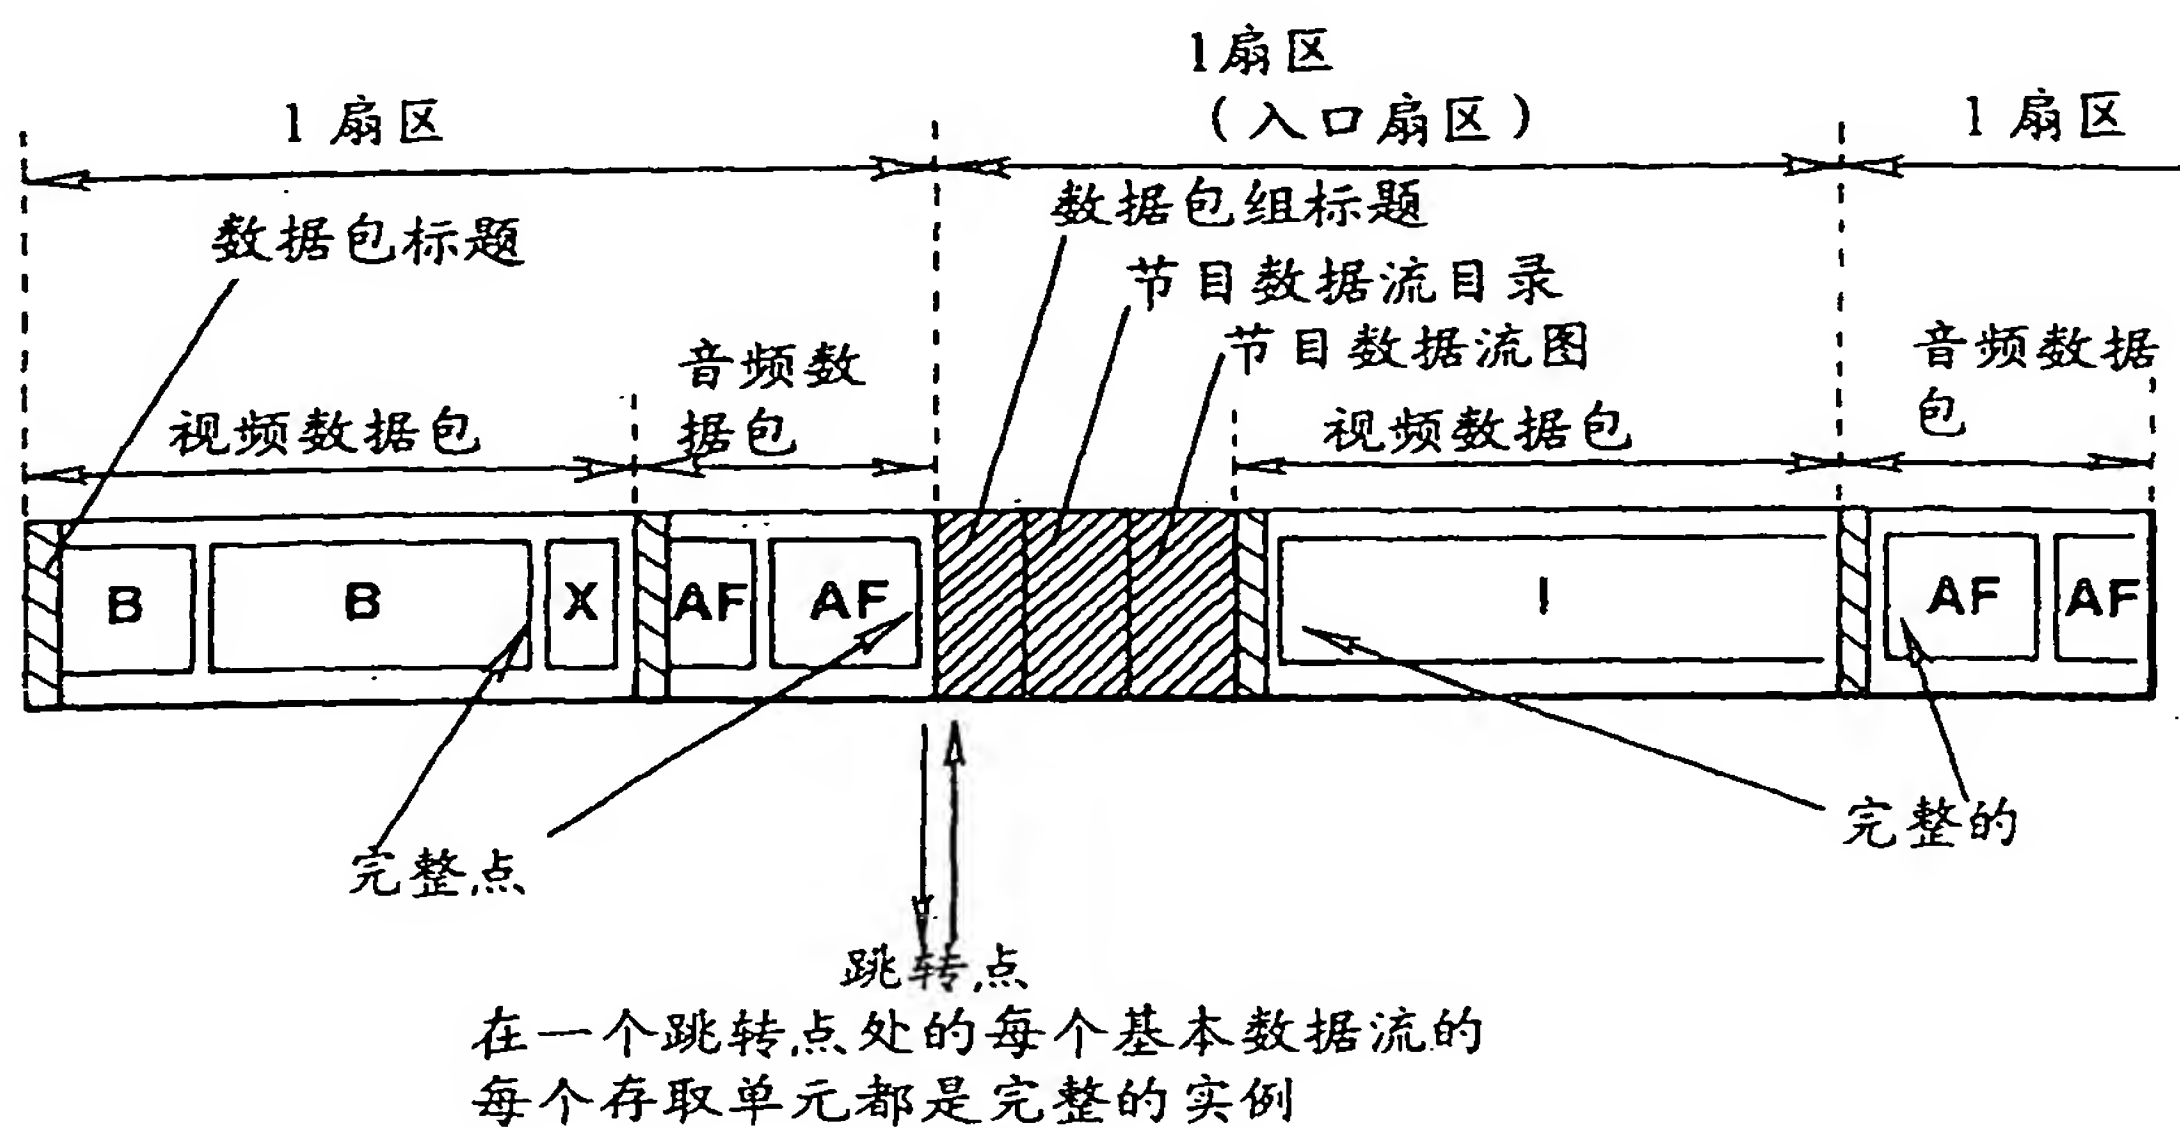 1扇区
(入口扇区)
1 扇区
1 扇区
数据包组标题
数据包标题
节目数据流目录
节目数据流图
音频数
据包
音频数据
包
视频数据包
视频数据包
B
B
X
AF
AF
I
AF
AF
完整的
完整点
跳转点
在一个跳转点处的每个基本数据流的
每个存取单元都是完整的实例